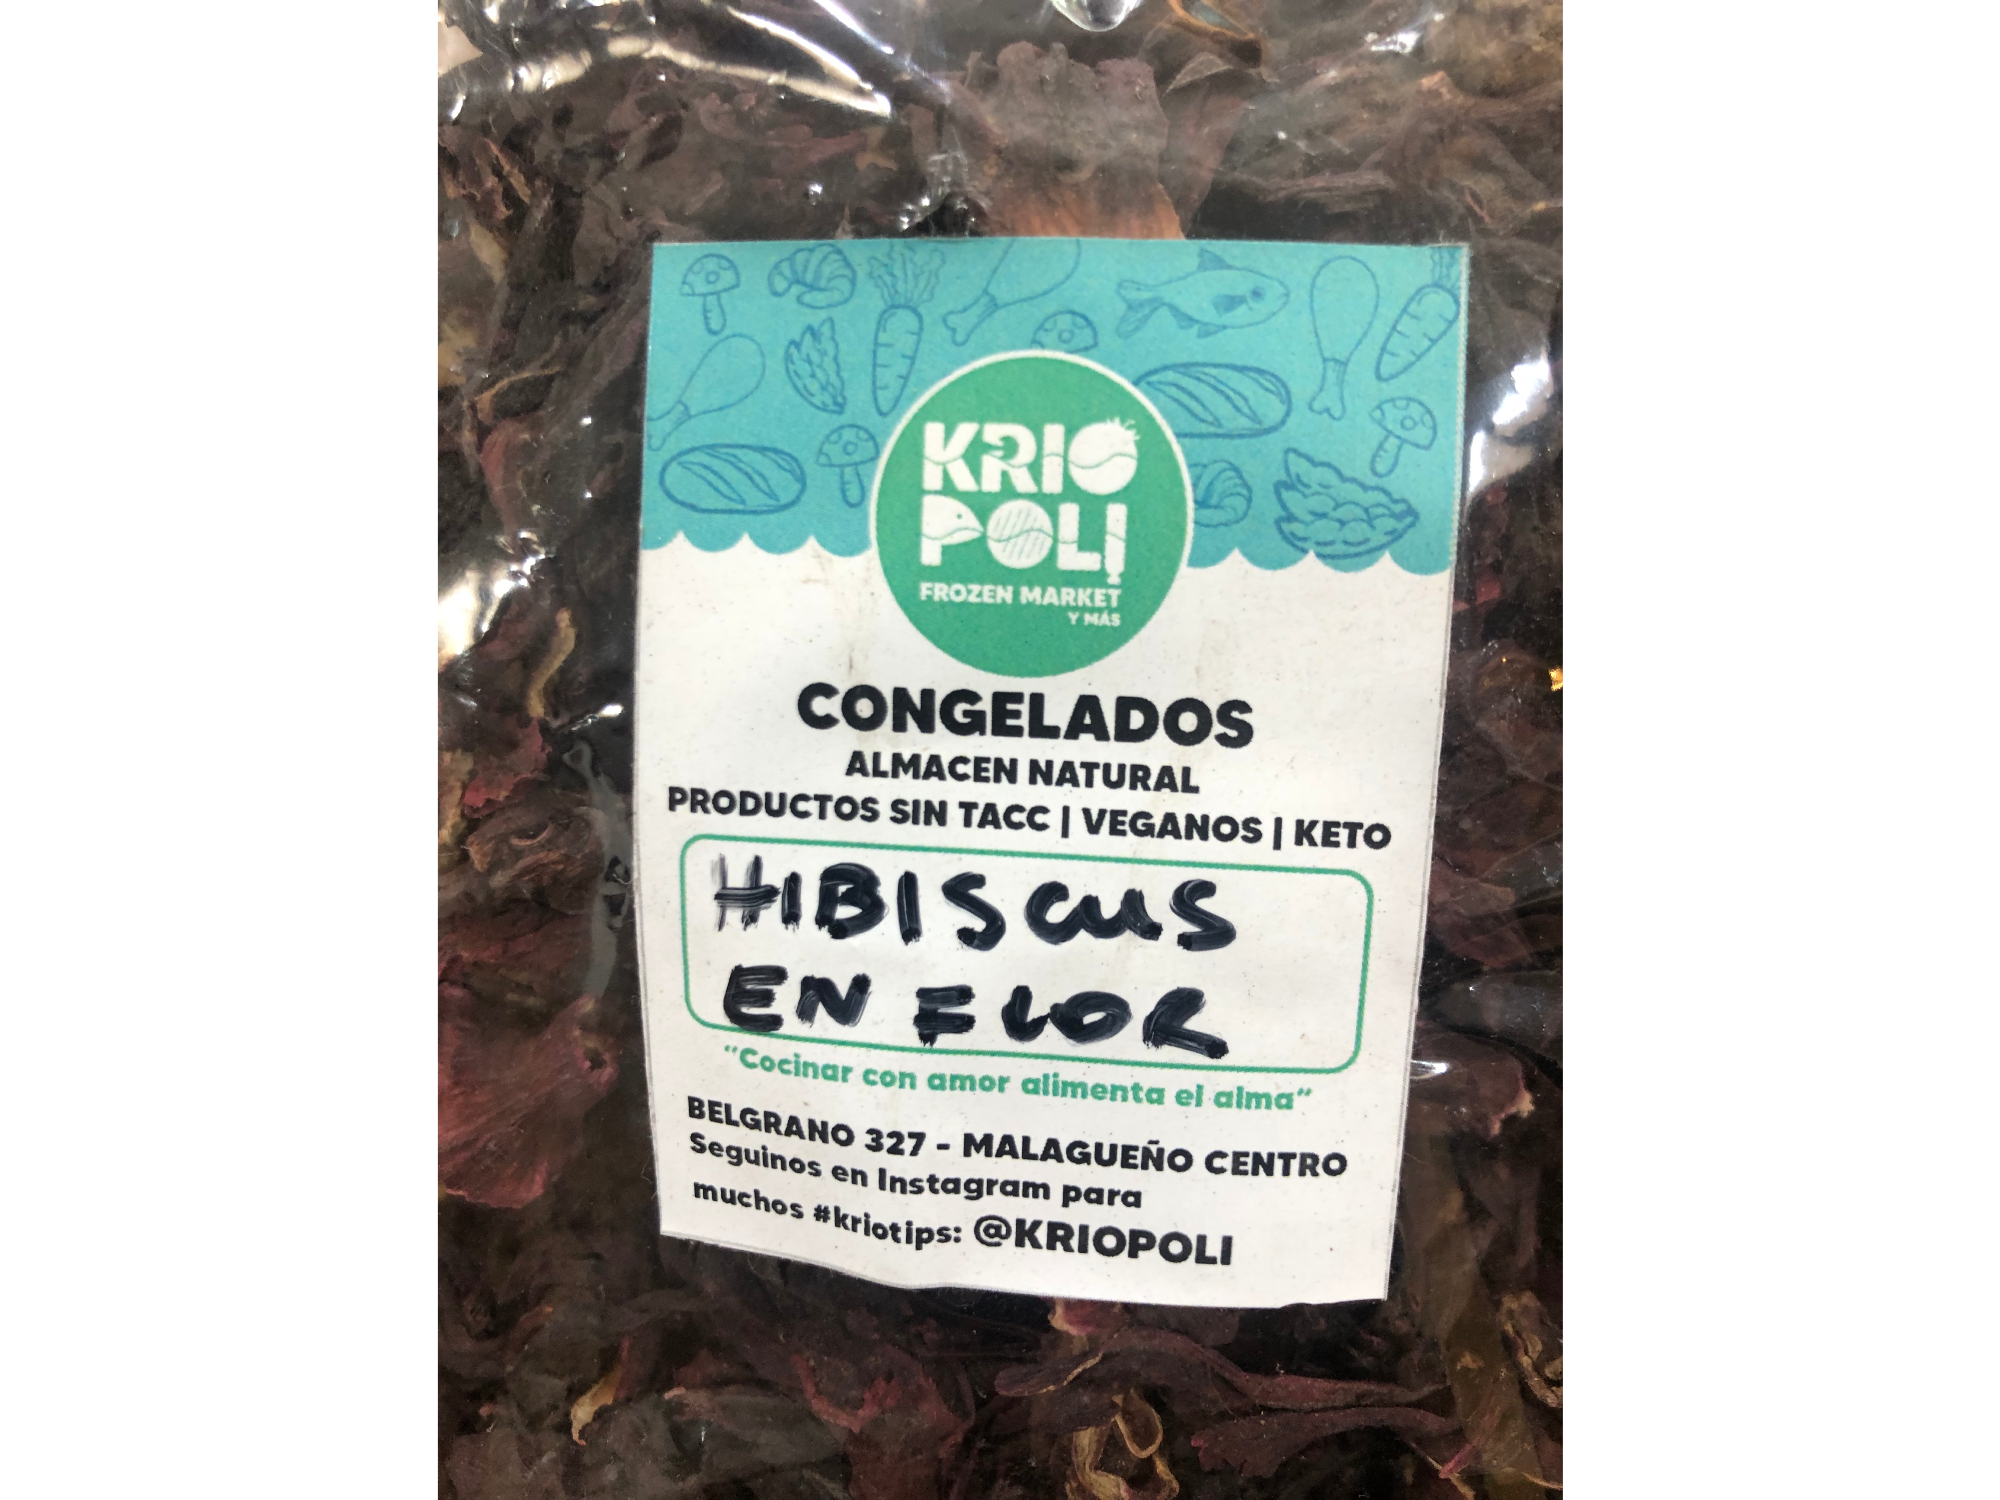 KRIO
POLI
FROZEN MARKET
Y MÁS
CONGELADOS
ALMACEN NATURAL
PRODUCTOS SIN TACC | VEGANOS | KETO
HIBISCUS
EN FLOR
"Cocinar con amor alimenta el alma"
BELGRANO 327 - MALAGUEÑO CENTRO
Seguinos en Instagram para
muchos #kriotips: @KRIOPOLI